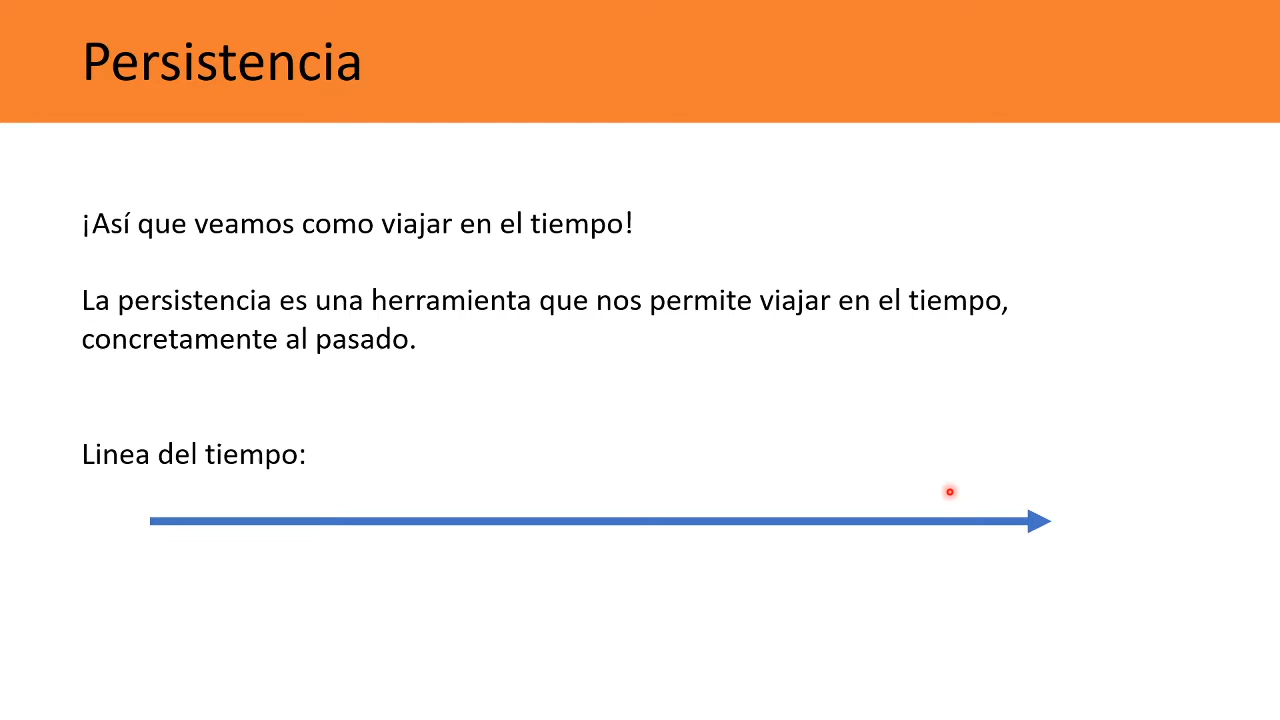 Persistencia
¡Así que veamos como viajar en el tiempo!
La persistencia es una herramienta que nos permite viajar en el tiempo,
concretamente al pasado.
Linea del tiempo: